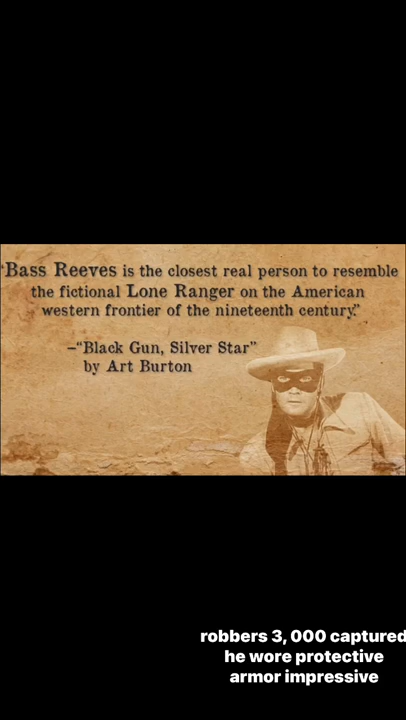 "Bass Reeves is the closest real person to resemble
the fictional Lone Ranger on the American
western frontier of the nineteenth century."
–"Black Gun, Silver Star"
by Art Burton
robbers 3, 000 captured
he wore protective
armor impressive